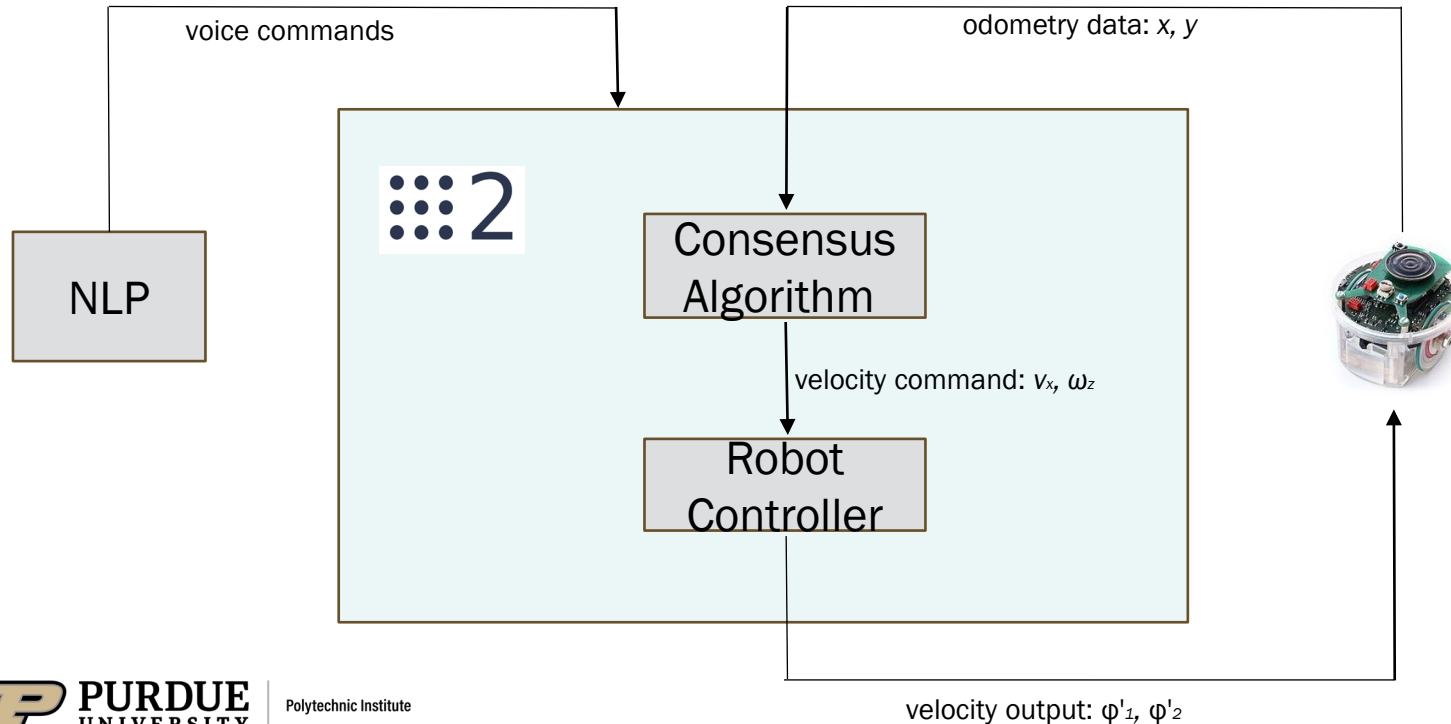 voice commands
odometry data: x, y
2
Consensus
Algorithm
NLP
velocity command: vₓ, ω_z
Robot
Controller
velocity output: φ'₁, φ'₂
PURDUE
UNIVERSITY
Polytechnic Institute